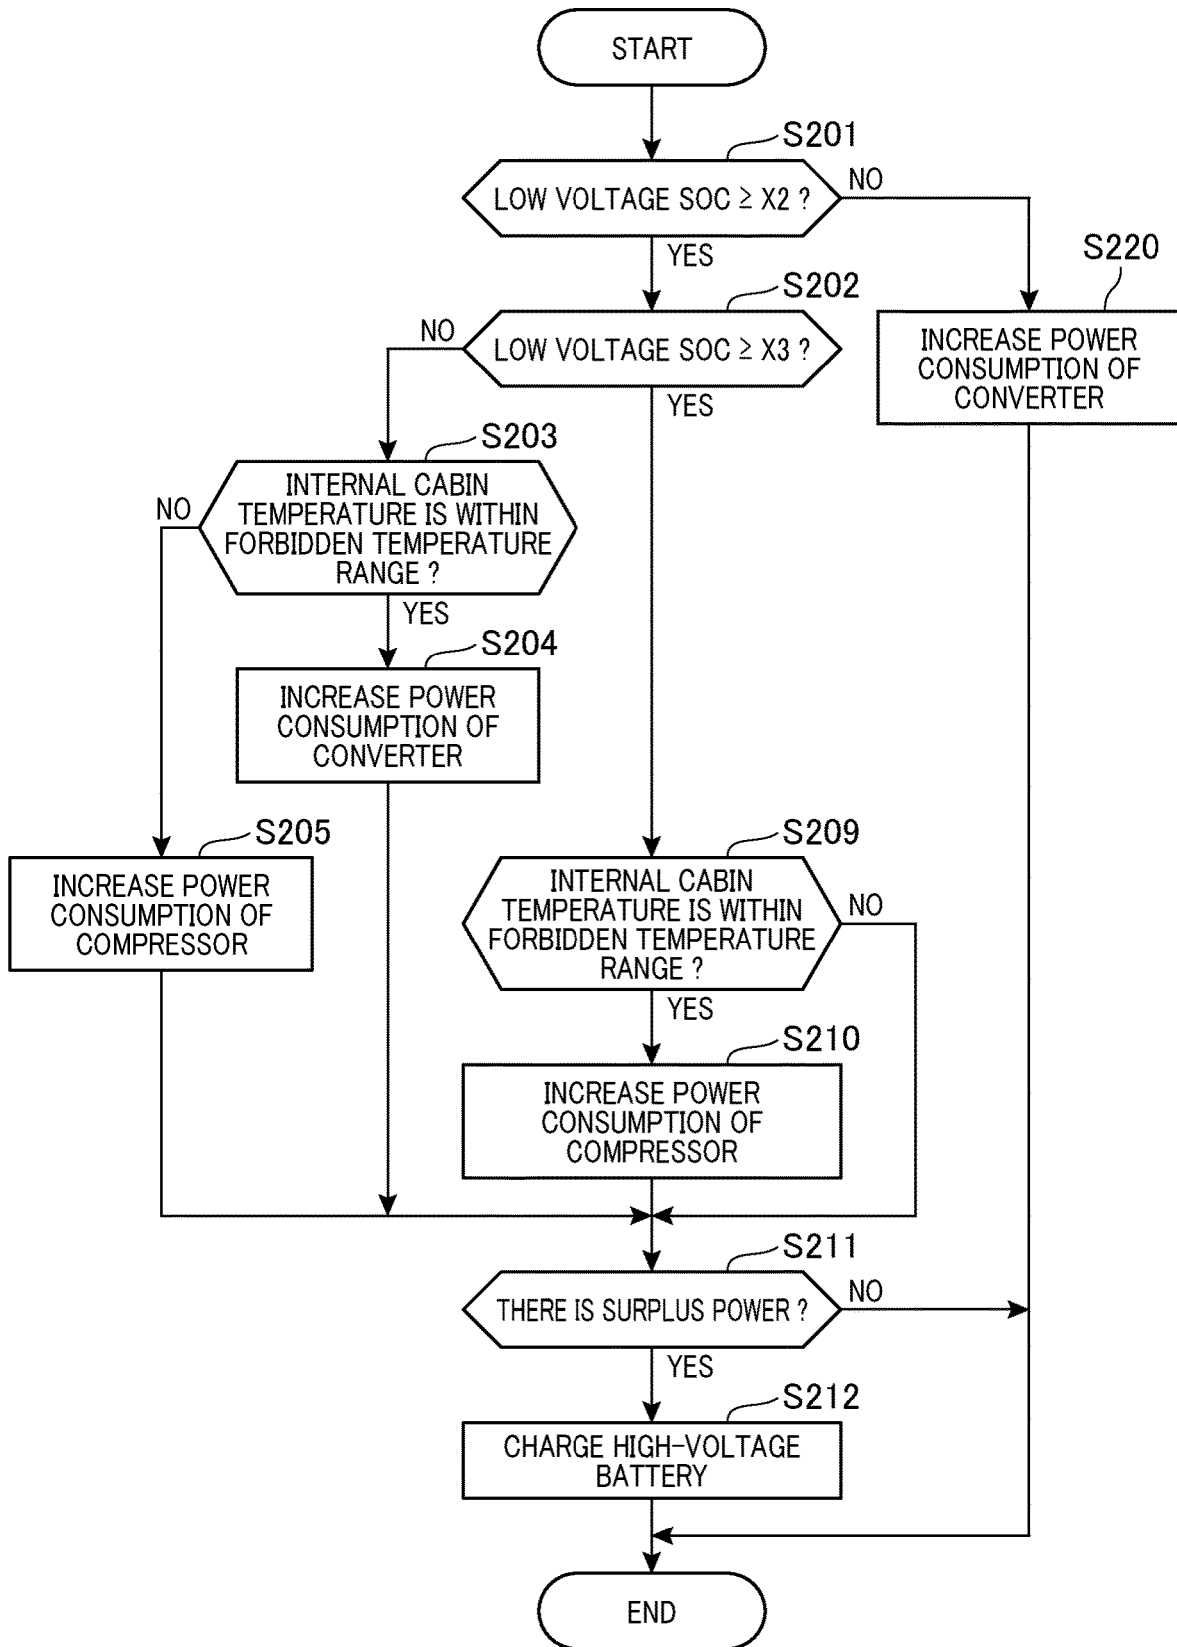 START
S201
LOW VOLTAGE SOC ≥ X2 ?
NO
YES
S220
S202
INCREASE POWER
CONSUMPTION OF
CONVERTER
NO
LOW VOLTAGE SOC ≥ X3 ?
YES
S203
INTERNAL CABIN
TEMPERATURE IS WITHIN
FORBIDDEN TEMPERATURE
RANGE ?
NO
YES
S204
INCREASE POWER
CONSUMPTION OF
CONVERTER
S205
INCREASE POWER
CONSUMPTION OF
COMPRESSOR
S209
INTERNAL CABIN
TEMPERATURE IS WITHIN
FORBIDDEN TEMPERATURE
RANGE ?
NO
YES
S210
INCREASE POWER
CONSUMPTION OF
COMPRESSOR
S211
THERE IS SURPLUS POWER ?
NO
YES
S212
CHARGE HIGH-VOLTAGE
BATTERY
END